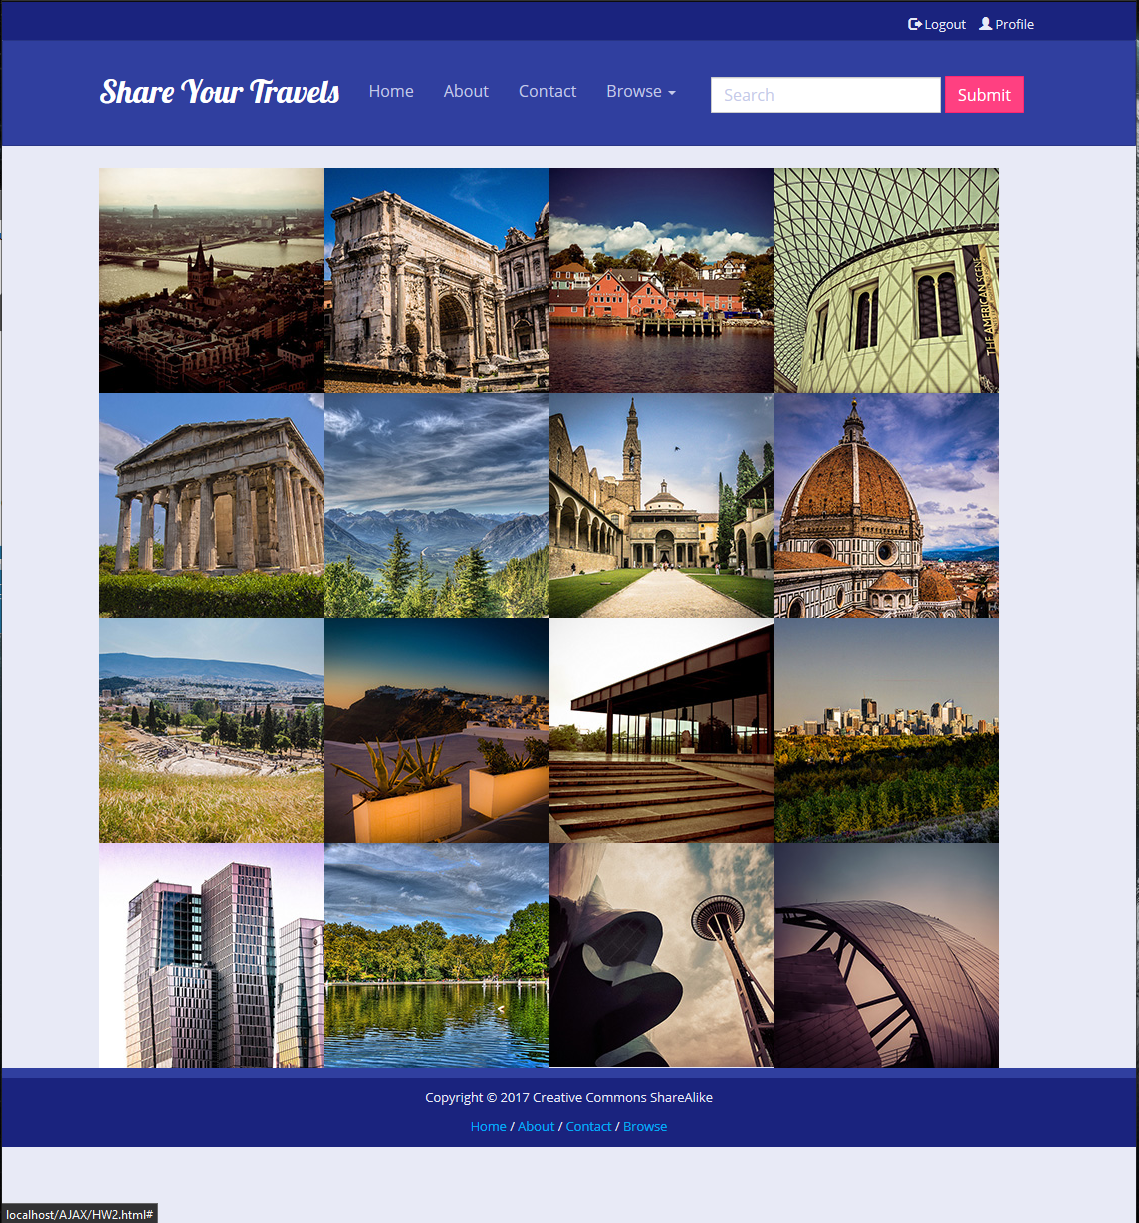 Logout Profile
Share Your Travels Home About Contact Browse Search Submit
THE AMERICAN SCENE
Copyright © 2017 Creative Commons ShareAlike
Home / About / Contact / Browse
localhost/AJAX/HW2.html#